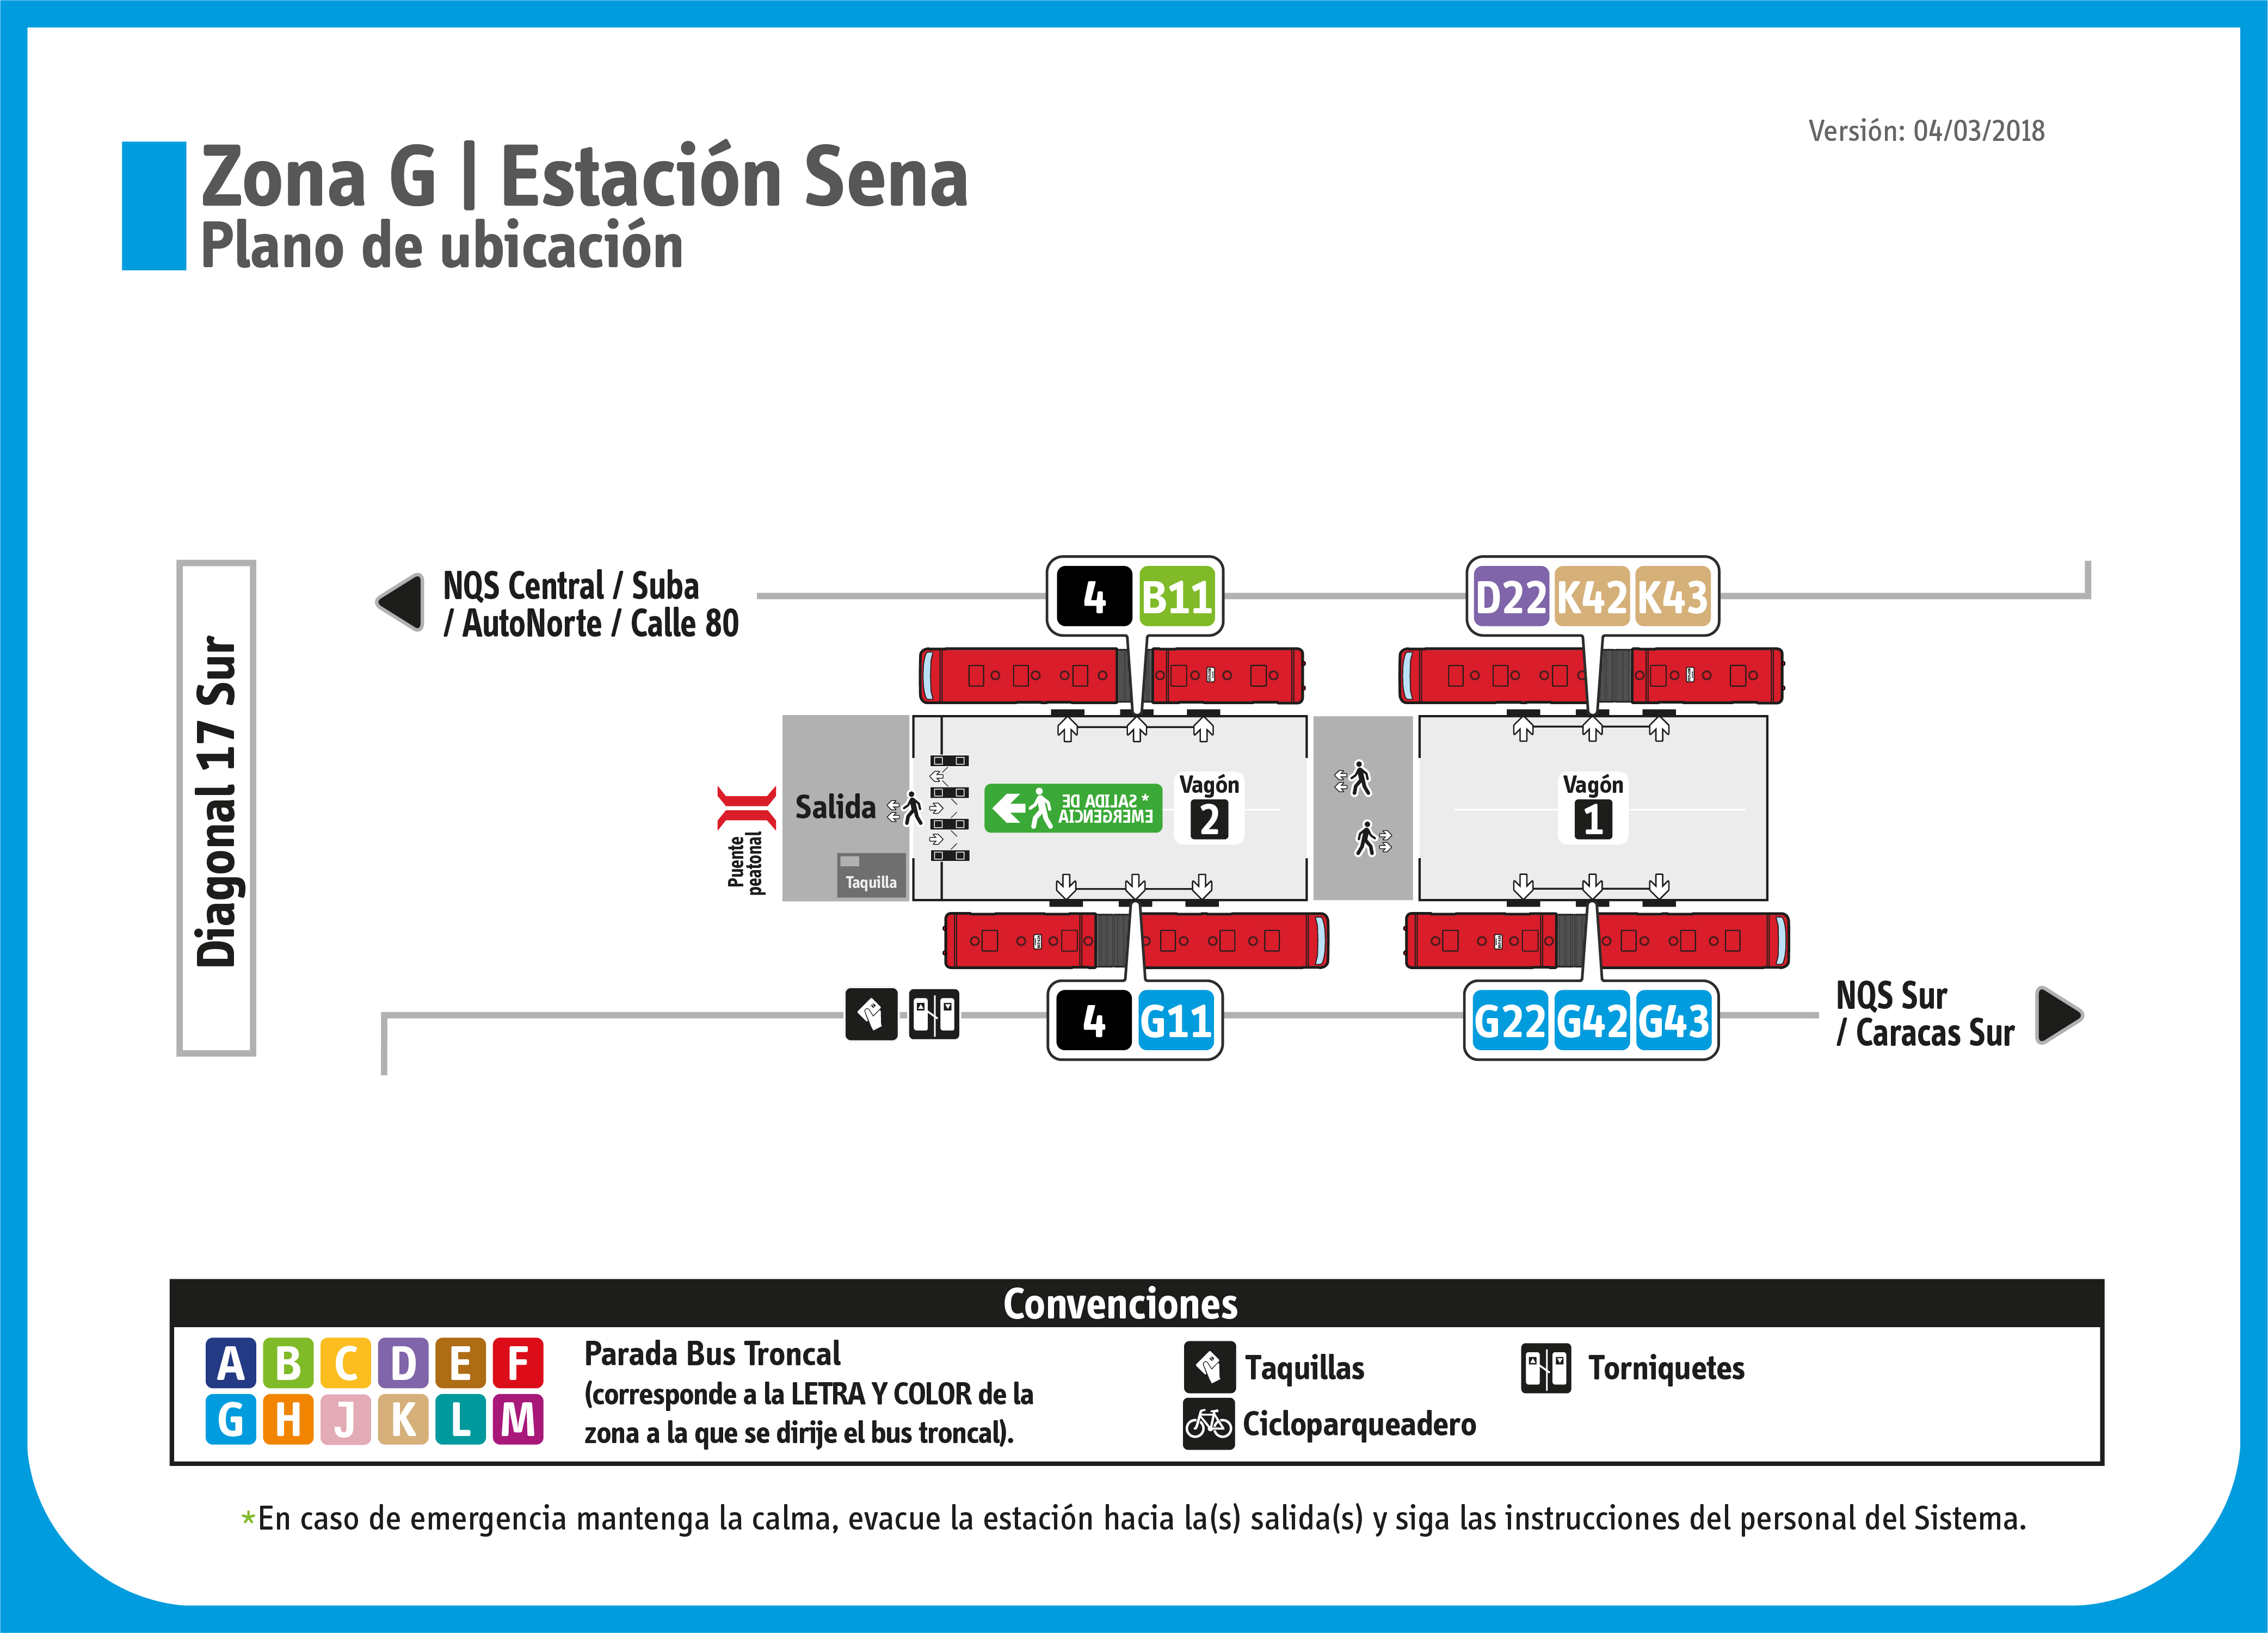 Versión: 04/03/2018
Zona G | Estación Sena
Plano de ubicación
Diagonal 17 Sur
NQS Central / Suba
/ AutoNorte / Calle 80
4 B11
D22 K42 K43
Salida
Puente
peatonal
Taquilla
* SALIDA DE
EMERGENCIA
Vagón
2
Vagón
1
4 G11
G22 G42 G43
NQS Sur
/ Caracas Sur
Convenciones
A B C D E F
G H J K L M
Parada Bus Troncal
(corresponde a la LETRA Y COLOR de la
zona a la que se dirije el bus troncal).
Taquillas
Torniquetes
Cicloparqueadero
*En caso de emergencia mantenga la calma, evacue la estación hacia la(s) salida(s) y siga las instrucciones del personal del Sistema.